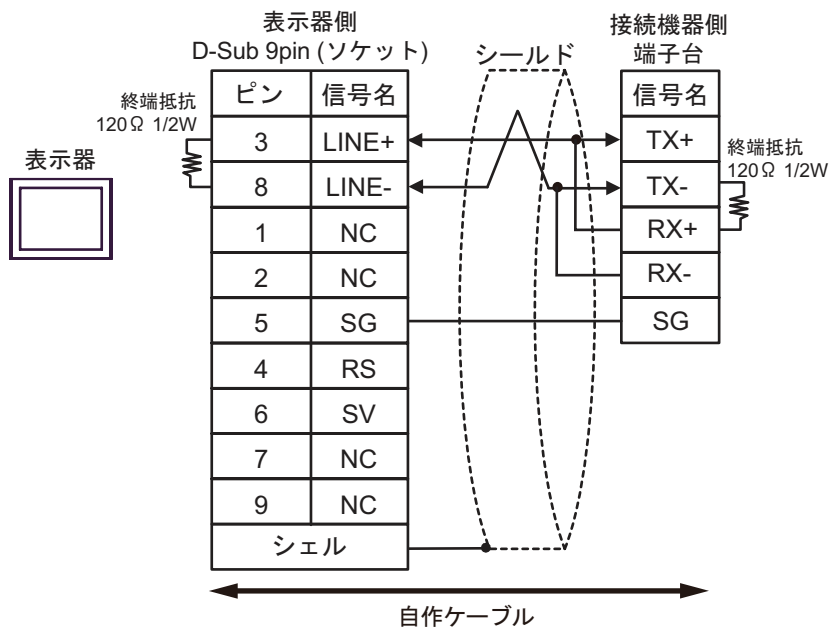 表示器側
D-Sub 9pin (ソケット)
シールド
接続機器側
端子台
終端抵抗
120Ω 1/2W
表示器
ピン 信号名
3 LINE+
8 LINE-
1 NC
2 NC
5 SG
4 RS
6 SV
7 NC
9 NC
シェル
信号名
TX+
TX-
RX+
RX-
SG
終端抵抗
120Ω 1/2W
自作ケーブル